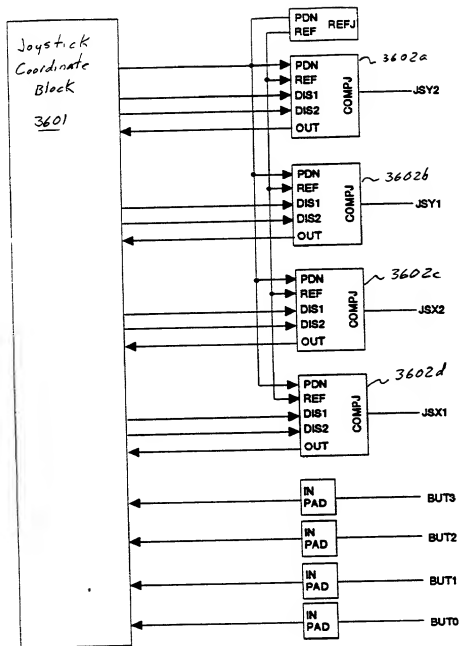 Joystick
Coordinate
Block
3601
PDN
REF
REFJ
PDN
REF
DIS1
DIS2
OUT
COMPJ
3602a
JSY2
PDN
REF
DIS1
DIS2
OUT
COMPJ
3602b
JSY1
PDN
REF
DIS1
DIS2
OUT
COMPJ
3602c
JSX2
PDN
REF
DIS1
DIS2
OUT
COMPJ
3602d
JSX1
IN
PAD
BUT3
IN
PAD
BUT2
IN
PAD
BUT1
IN
PAD
BUT0